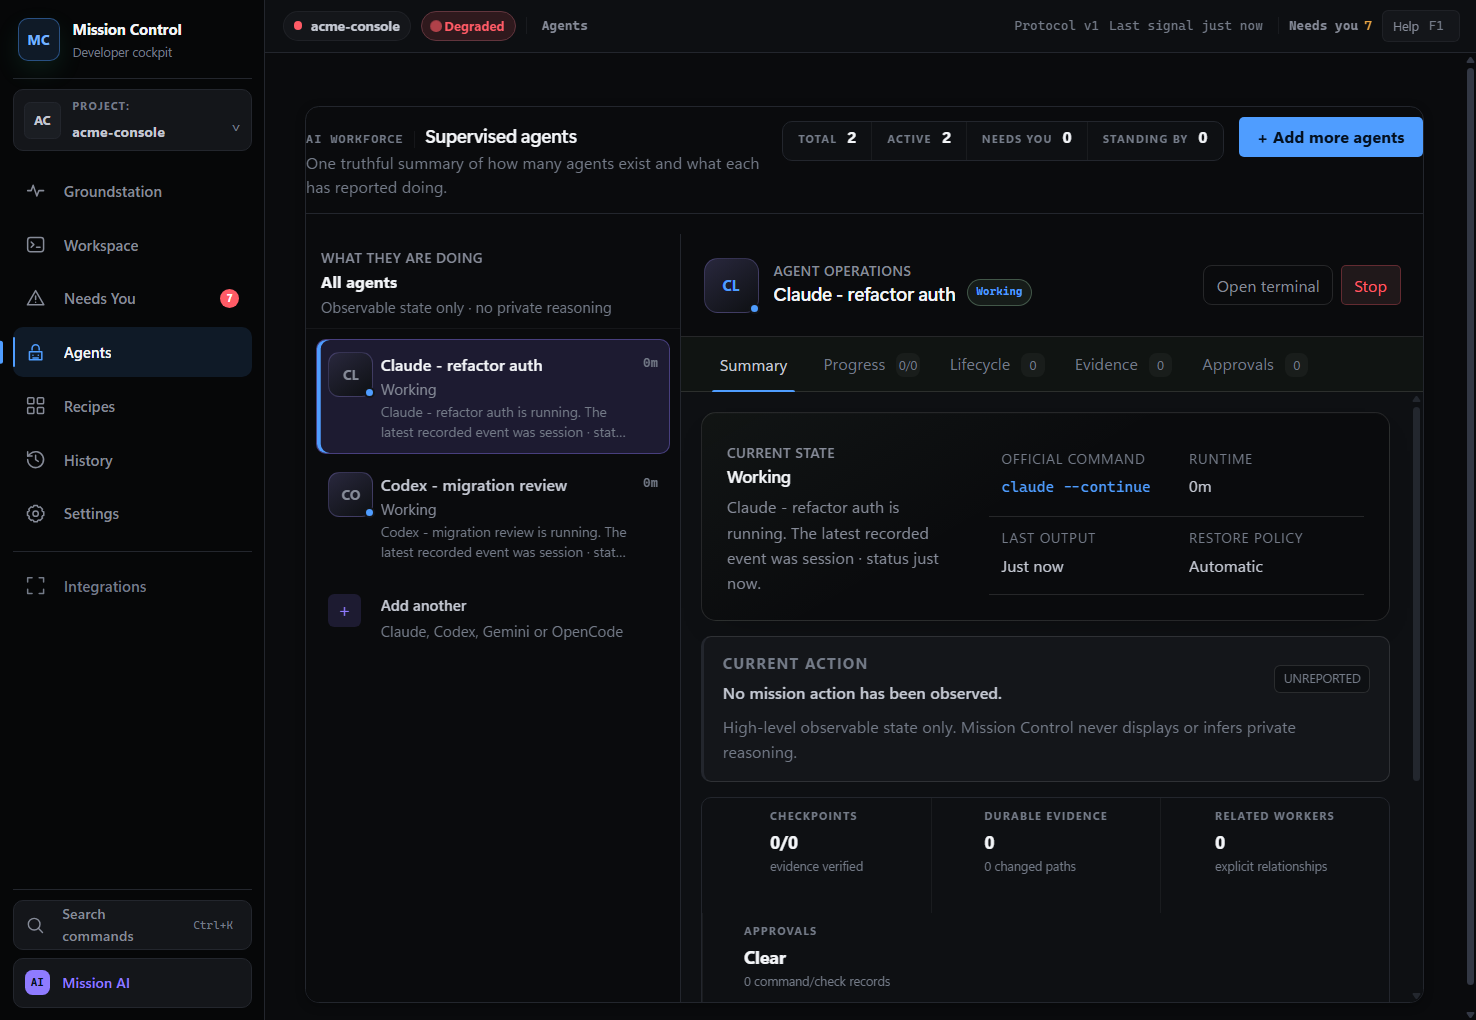 MC
Mission Control
Developer cockpit
AC
PROJECT:
acme-console
v
Groundstation
Workspace
Needs You
7
Agents
Recipes
History
Settings
Integrations
Search commands
Ctrl+K
AI
Mission AI
acme-console
Degraded
Agents
Protocol v1 Last signal just now
Needs you 7
Help F1
AI WORKFORCE
Supervised agents
One truthful summary of how many agents exist and what each
has reported doing.
TOTAL 2
ACTIVE 2
NEEDS YOU 0
STANDING BY 0
+ Add more agents
WHAT THEY ARE DOING
All agents
Observable state only · no private reasoning
CL
Claude - refactor auth
0m
Working
Claude - refactor auth is running. The
latest recorded event was session · stat...
CO
Codex - migration review
0m
Working
Codex - migration review is running. The
latest recorded event was session · stat...
+
Add another
Claude, Codex, Gemini or OpenCode
CL
AGENT OPERATIONS
Claude - refactor auth
Working
Open terminal
Stop
Summary
Progress 0/0
Lifecycle 0
Evidence 0
Approvals 0
CURRENT STATE
Working
Claude - refactor auth is
running. The latest recorded
event was session · status just
now.
OFFICIAL COMMAND
claude --continue
RUNTIME
0m
LAST OUTPUT
Just now
RESTORE POLICY
Automatic
CURRENT ACTION
No mission action has been observed.
UNREPORTED
High-level observable state only. Mission Control never displays or infers private
reasoning.
CHECKPOINTS
0/0
evidence verified
DURABLE EVIDENCE
0
0 changed paths
RELATED WORKERS
0
explicit relationships
APPROVALS
Clear
0 command/check records